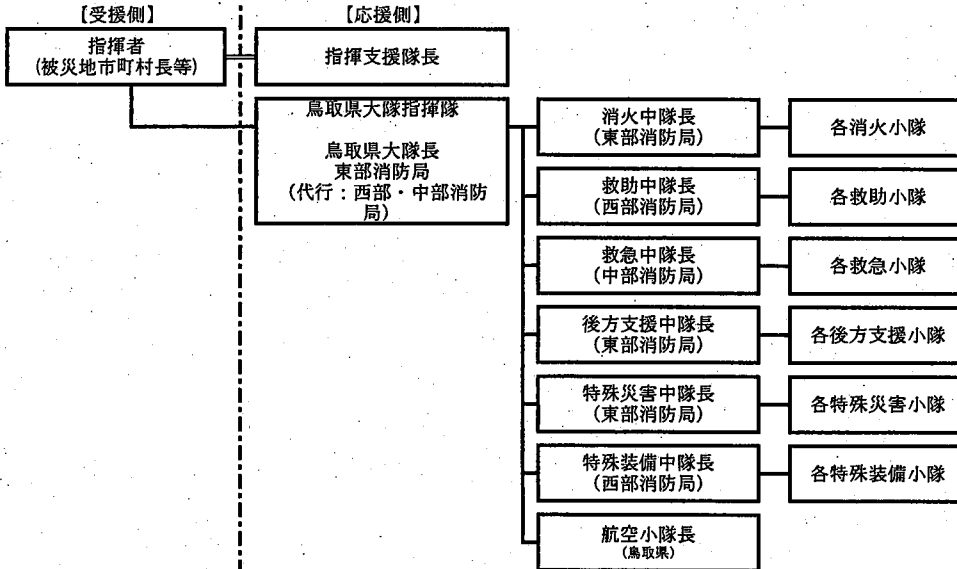 【受援側】
【応援側】
指揮者
(被災地市町村長等)
指揮支援隊長
鳥取県大隊指揮隊
鳥取県大隊長
東部消防局
(代行：西部・中部消防
局)
消火中隊長
(東部消防局)
各消火小隊
救助中隊長
(西部消防局)
各救助小隊
救急中隊長
(中部消防局)
各救急小隊
後方支援中隊長
(東部消防局)
各後方支援小隊
特殊災害中隊長
(東部消防局)
各特殊災害小隊
特殊装備中隊長
(西部消防局)
各特殊装備小隊
航空小隊長
(鳥取県)